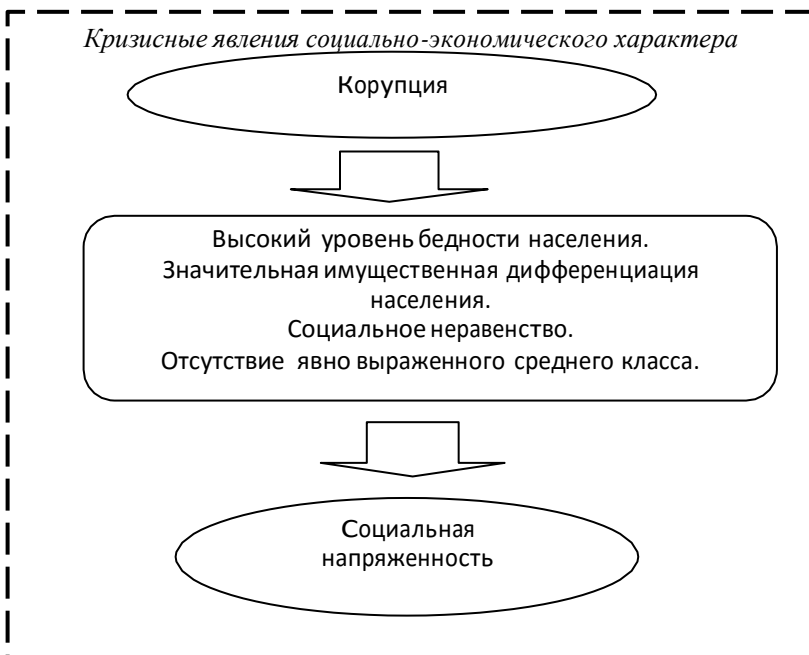 Кризисные явления социально-экономического характера
Корупция
Высокий уровень бедности населения.
Значительная имущественная дифференциация
населения.
Социальное неравенство.
Отсутствие явно выраженного среднего класса.
Социальная
напряженность